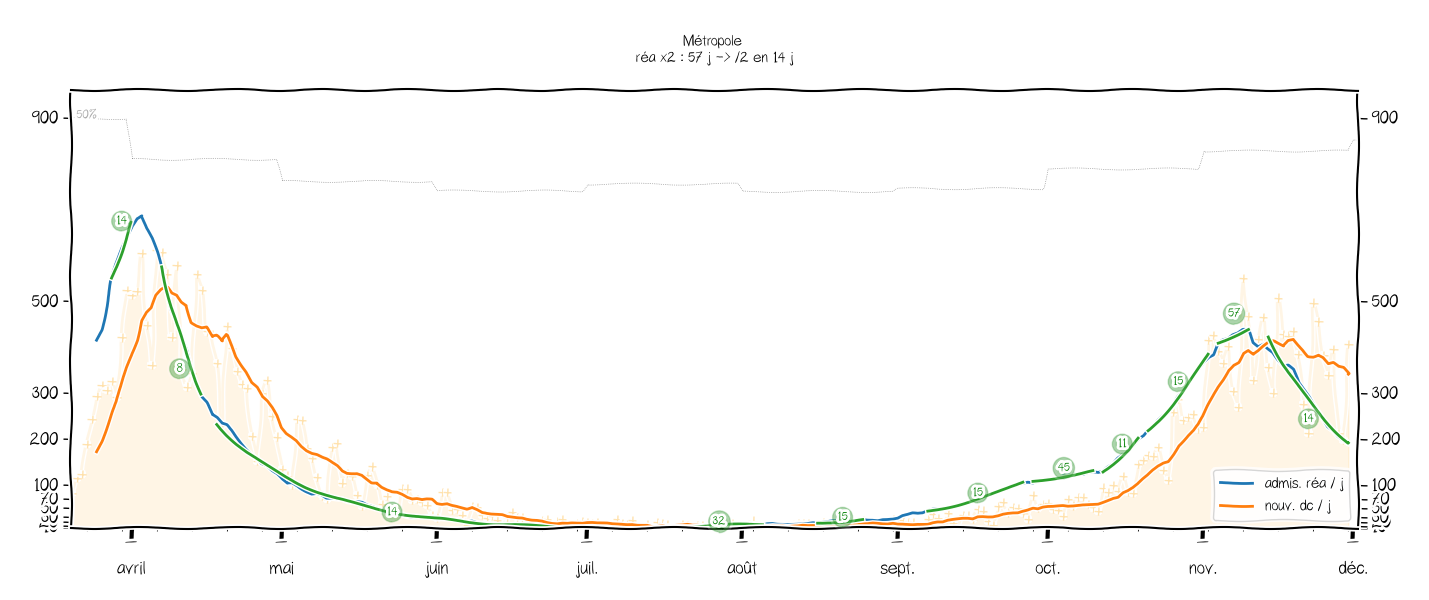 Métropole
réa x2 : 57 j -> /2 en 14 j
900
50%
900
14
57
500
500
8
15
14
300
300
11
200
200
45
15
100
100
70
70
14
32
15
admis. réa / j
nouv. dc / j
avril
mai
juin
juil.
août
sept.
oct.
nov.
déc.